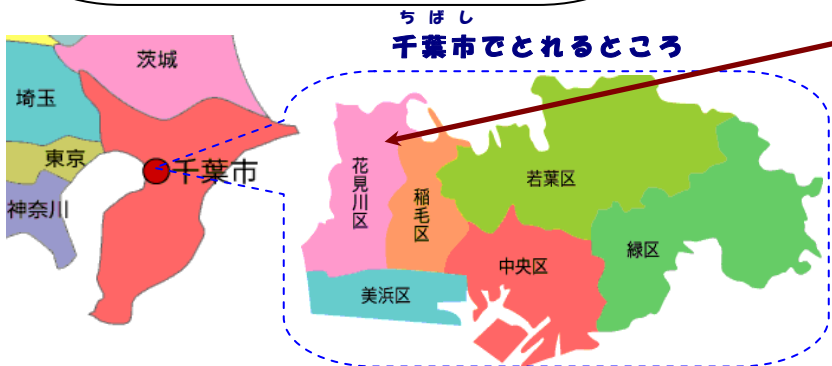 ちばし
千葉市でとれるところ
茨城
埼玉
東京
千葉市
神奈川
花見川区
稲毛区
若葉区
緑区
中央区
美浜区